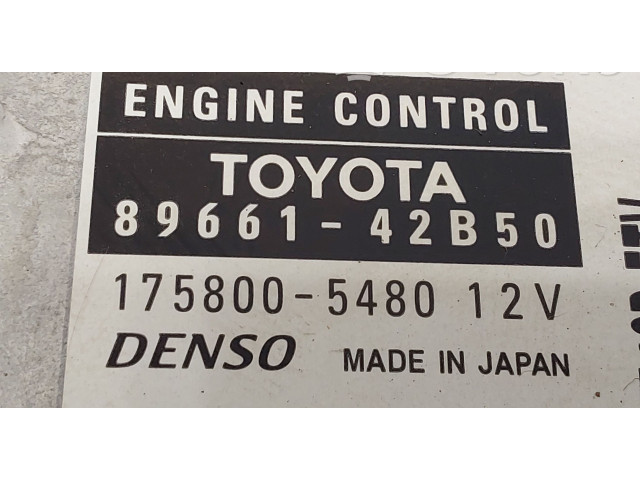 ENGINE CONTROL
TOYOTA
89661-42B50
175800-5480 12V
DENSO MADE IN JAPAN